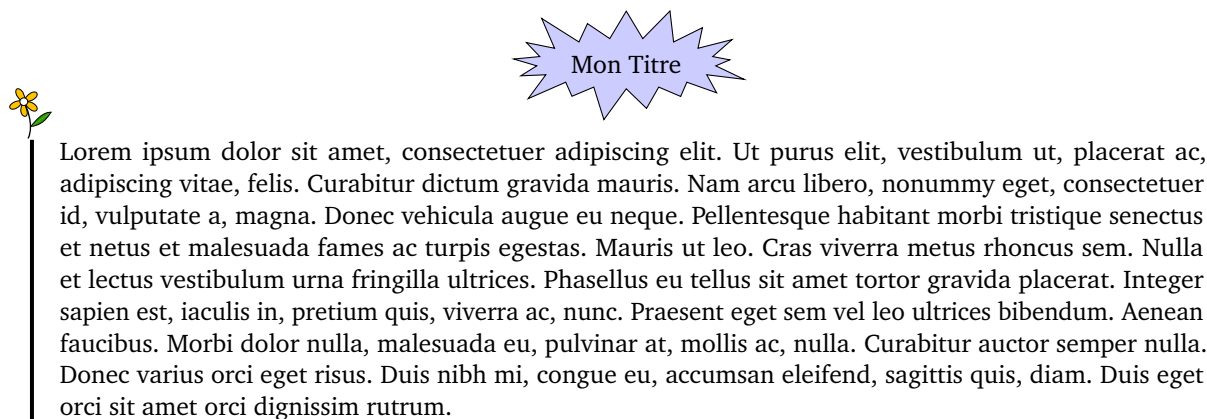 Mon Titre
Lorem ipsum dolor sit amet, consectetuer adipiscing elit. Ut purus elit, vestibulum ut, placerat ac,
adipiscing vitae, felis. Curabitur dictum gravida mauris. Nam arcu libero, nonummy eget, consectetuer
id, vulputate a, magna. Donec vehicula augue eu neque. Pellentesque habitant morbi tristique senectus
et netus et malesuada fames ac turpis egestas. Mauris ut leo. Cras viverra metus rhoncus sem. Nulla
et lectus vestibulum urna fringilla ultrices. Phasellus eu tellus sit amet tortor gravida placerat. Integer
sapien est, iaculis in, pretium quis, viverra ac, nunc. Praesent eget sem vel leo ultrices bibendum. Aenean
faucibus. Morbi dolor nulla, malesuada eu, pulvinar at, mollis ac, nulla. Curabitur auctor semper nulla.
Donec varius orci eget risus. Duis nibh mi, congue eu, accumsan eleifend, sagittis quis, diam. Duis eget
orci sit amet orci dignissim rutrum.